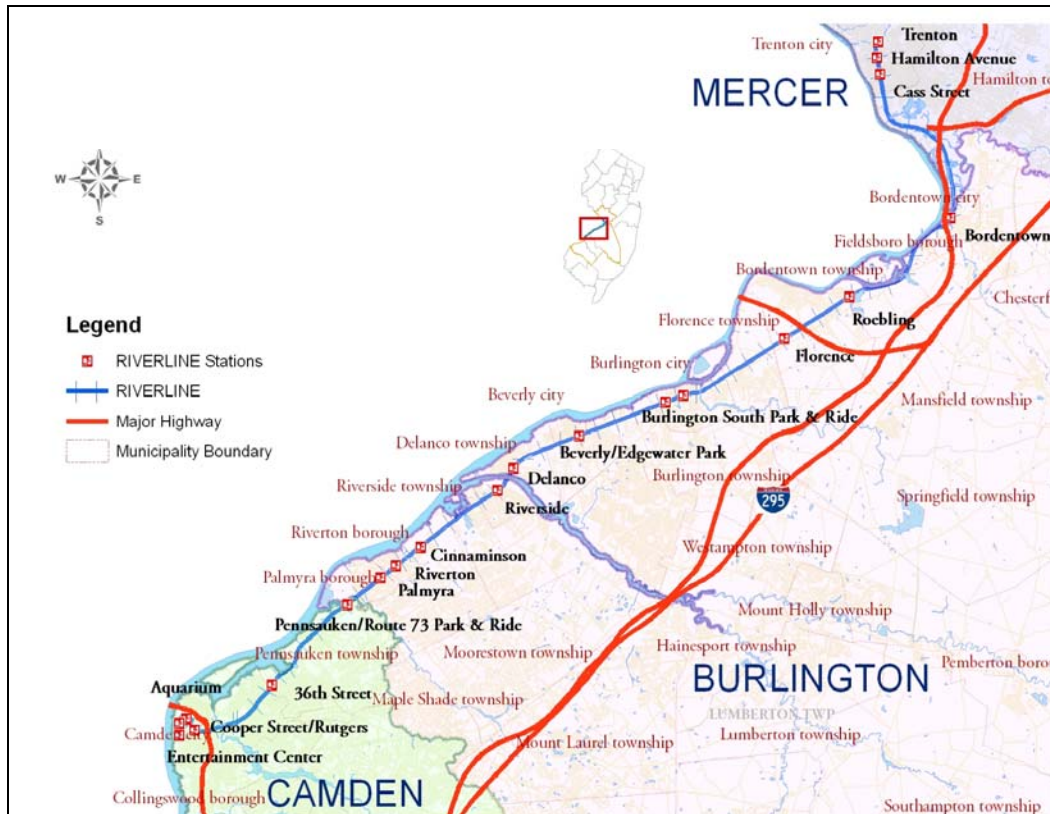 Trenton
Trenton city
Hamilton Avenue
MERCER
Hamilton to
Cass Street
N
W
E
S
Bordentown city
Bordentown
Fieldsboro borough
Bordentown township
Chesterf
Roebling
Legend
RIVERLINE Stations
RIVERLINE
Major Highway
Municipality Boundary
Florence township
Florence
Burlington city
Beverly city
Mansfield township
Burlington South Park & Ride
Delanco township
Beverly/Edgewater Park
Delanco
Burlington township
Riverside township
295
Springfield township
Riverside
Riverton borough
Westampton township
Cinnaminson
Riverton
Palmyra borough
Palmyra
Mount Holly township
Pennsauken/Route 73 Park & Ride
Hainesport township
Pennsauken township
Moorestown township
Pemberton boro
BURLINGTON
Aquarium
36th Street
Maple Shade township
LUMBERTON TWP
Cooper Street/Rutgers
Camden city
Lumberton township
Mount Laurel township
Entertainment Center
CAMDEN
Collingswood borough
Southampton township